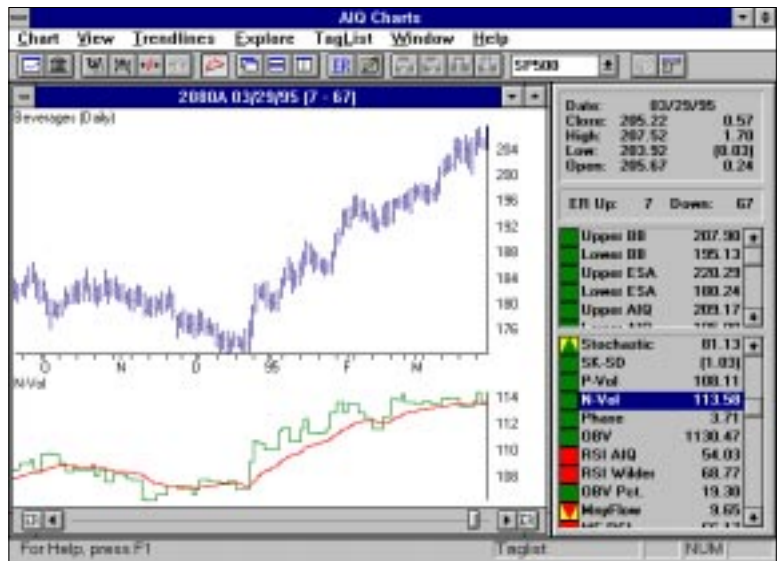 AIQ Charts
Chart View Trendlines Explore TagList Window Help
ER SP500
2080A 03/29/95 (7 - 67)
Beverages (Daily)
204
200
196
192
188
184
180
176
O N D 95 F M
N-Vol
114
112
110
108
Date: 03/29/95
Close: 205.22 0.57
High: 207.52 1.70
Low: 203.92 (0.03)
Open: 205.67 0.24
ER Up: 7 Down: 67
Upper BB 207.90
Lower BB 195.13
Upper ESA 220.29
Lower ESA 180.24
Upper AIQ 209.17
Stochastic 81.13
SK-SD (1.03)
P-Vol 108.11
N-Vol 113.58
Phase 3.71
OBV 1130.47
RSI AIQ 54.03
RSI Wilder 68.77
OBV Pct. 19.30
MnyFlow 9.65
For Help, press F1
Taglist
NUM